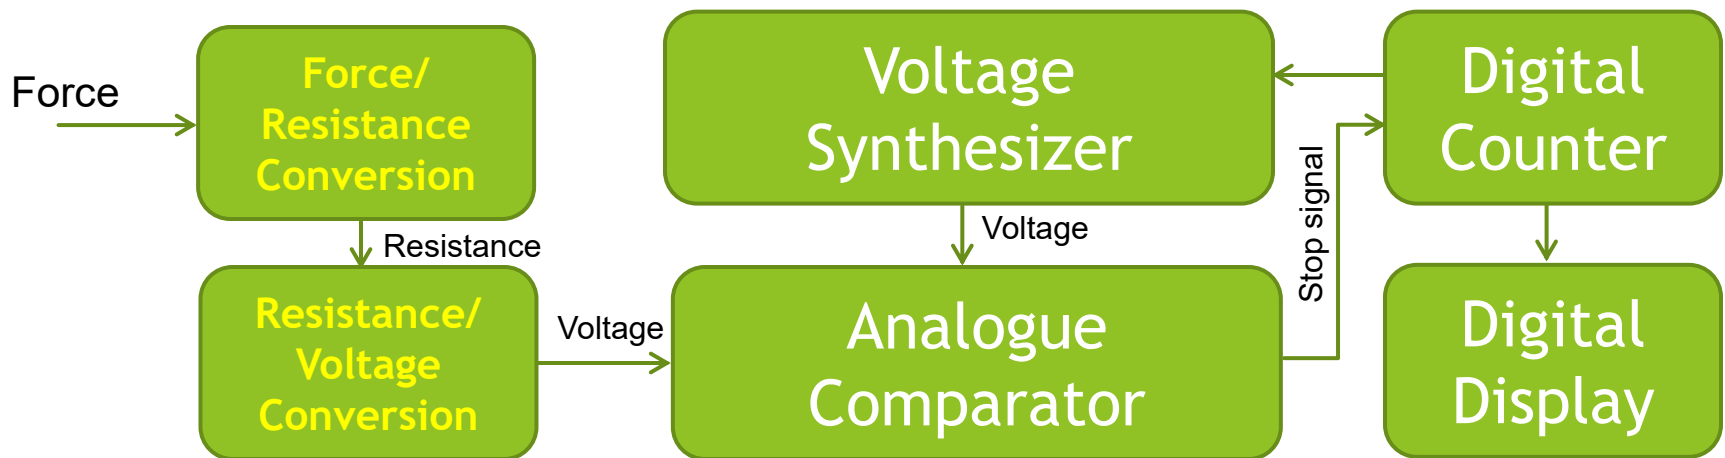 Force
Force/
Resistance
Conversion
Resistance
Resistance/
Voltage
Conversion
Voltage
Voltage
Synthesizer
Voltage
Analogue
Comparator
Stop signal
Digital
Counter
Digital
Display